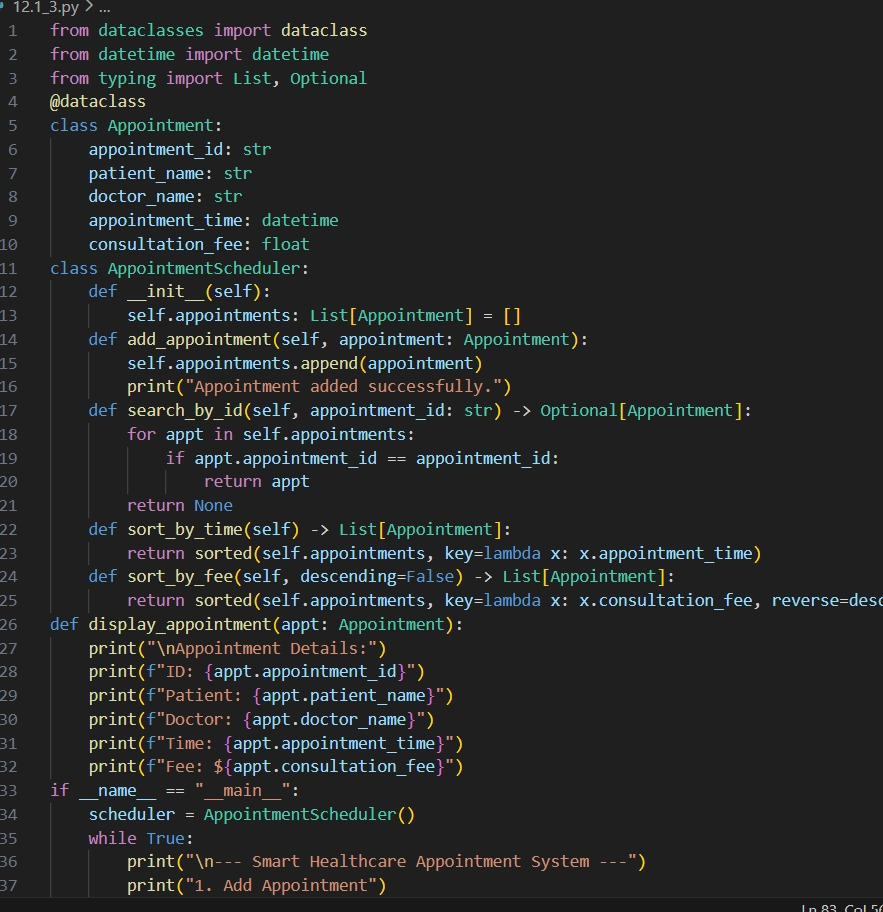 12.1_3.py > ...
1 from dataclasses import dataclass
2 from datetime import datetime
3 from typing import List, Optional
4 @dataclass
5 class Appointment:
6     appointment_id: str
7     patient_name: str
8     doctor_name: str
9     appointment_time: datetime
10     consultation_fee: float
11 class AppointmentScheduler:
12     def __init__(self):
13         self.appointments: List[Appointment] = []
14     def add_appointment(self, appointment: Appointment):
15         self.appointments.append(appointment)
16         print("Appointment added successfully.")
17     def search_by_id(self, appointment_id: str) -> Optional[Appointment]:
18         for appt in self.appointments:
19             if appt.appointment_id == appointment_id:
20                 return appt
21         return None
22     def sort_by_time(self) -> List[Appointment]:
23         return sorted(self.appointments, key=lambda x: x.appointment_time)
24     def sort_by_fee(self, descending=False) -> List[Appointment]:
25         return sorted(self.appointments, key=lambda x: x.consultation_fee, reverse=desc
26 def display_appointment(appt: Appointment):
27     print("\nAppointment Details:")
28     print(f"ID: {appt.appointment_id}")
29     print(f"Patient: {appt.patient_name}")
30     print(f"Doctor: {appt.doctor_name}")
31     print(f"Time: {appt.appointment_time}")
32     print(f"Fee: ${appt.consultation_fee}")
33 if __name__ == "__main__":
34     scheduler = AppointmentScheduler()
35     while True:
36         print("\n--- Smart Healthcare Appointment System ---")
37         print("1. Add Appointment")
Ln 83, Col 56